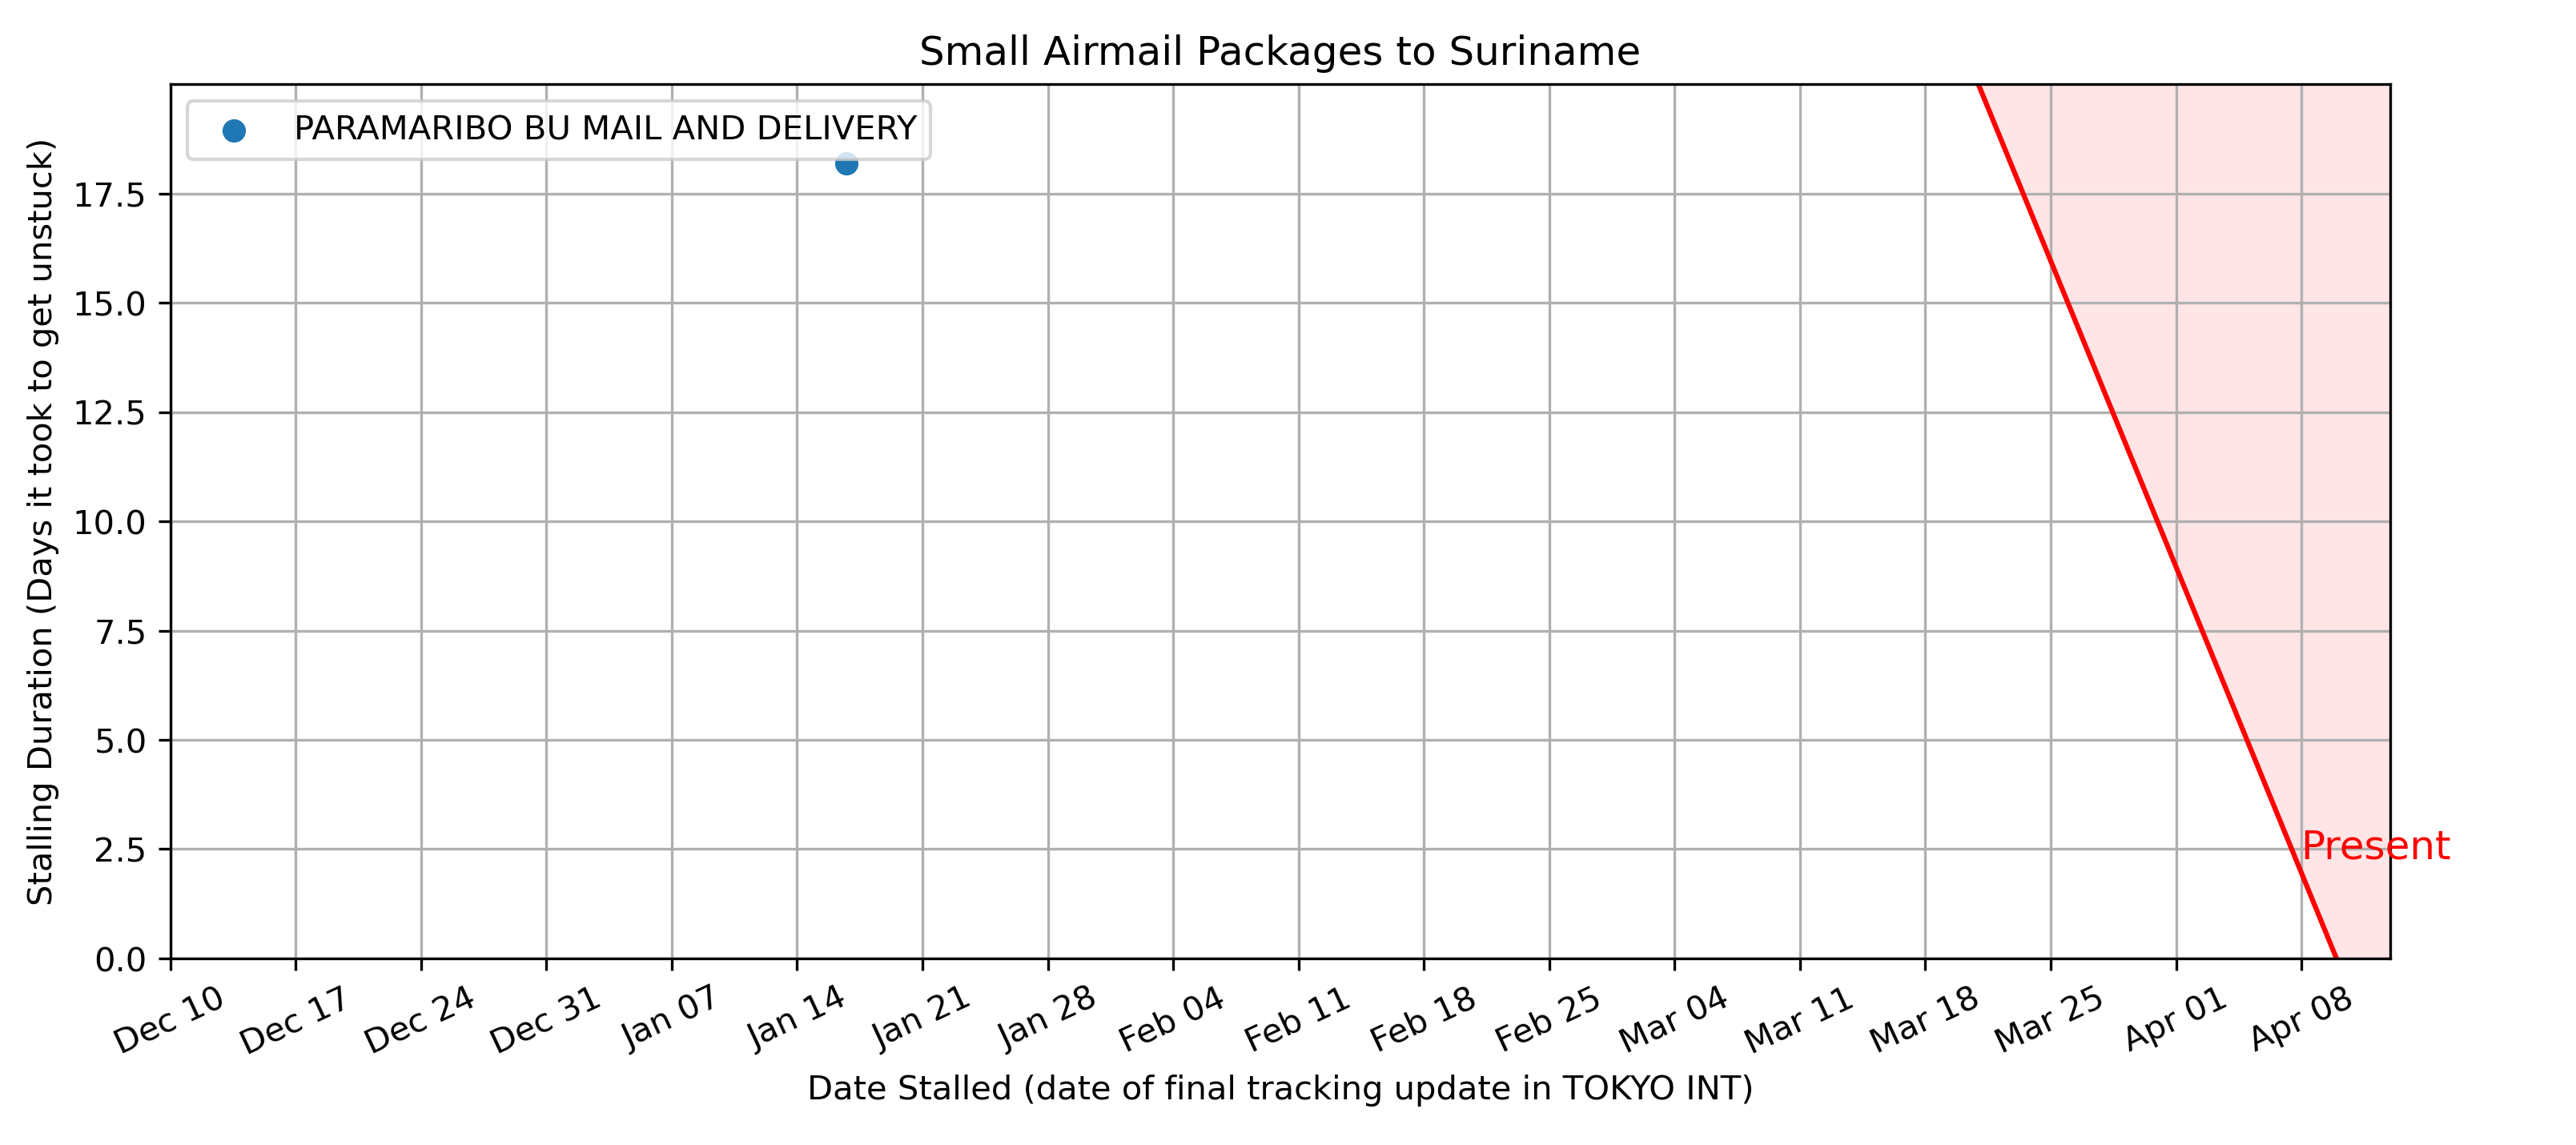 Small Airmail Packages to Suriname
PARAMARIBO BU MAIL AND DELIVERY
Stalling Duration (Days it took to get unstuck)
17.5
15.0
12.5
10.0
7.5
5.0
2.5
0.0
Present
Dec 10 Dec 17 Dec 24 Dec 31 Jan 07 Jan 14 Jan 21 Jan 28 Feb 04 Feb 11 Feb 18 Feb 25 Mar 04 Mar 11 Mar 18 Mar 25 Apr 01 Apr 08
Date Stalled (date of final tracking update in TOKYO INT)